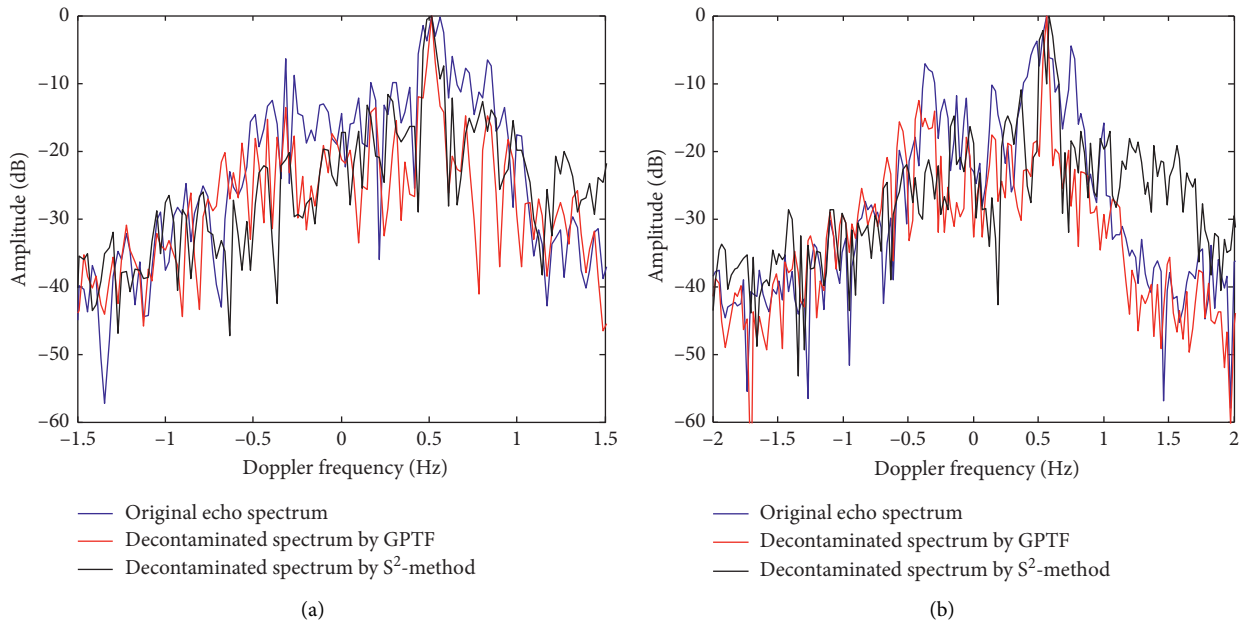 0
–10
–20
–30
–40
–50
–60
Amplitude (dB)
–1.5
–1
–0.5
0
0.5
1
1.5
Doppler frequency (Hz)
Original echo spectrum
Decontaminated spectrum by GPTF
Decontaminated spectrum by S²-method
(a)
0
–10
–20
–30
–40
–50
–60
Amplitude (dB)
–2
–1.5
–1
–0.5
0
0.5
1
1.5
2
Doppler frequency (Hz)
Original echo spectrum
Decontaminated spectrum by GPTF
Decontaminated spectrum by S²-method
(b)